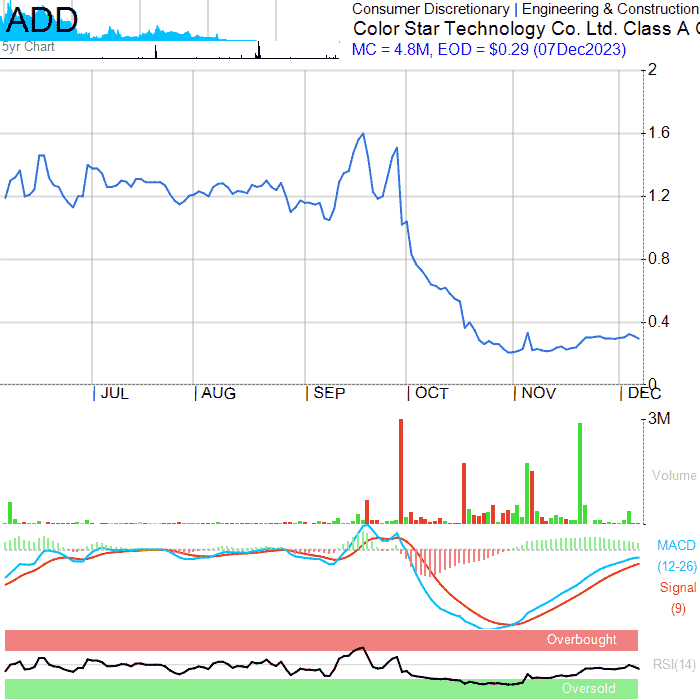 ADD
5yr Chart
Consumer Discretionary | Engineering & Construction
Color Star Technology Co. Ltd. Class A
MC = 4.8M, EOD = $0.29 (07Dec2023)
2
1.6
1.2
0.8
0.4
0
JUL AUG SEP OCT NOV DEC
3M
Volume
MACD
(12-26)
Signal
(9)
Overbought
RSI(14)
Oversold